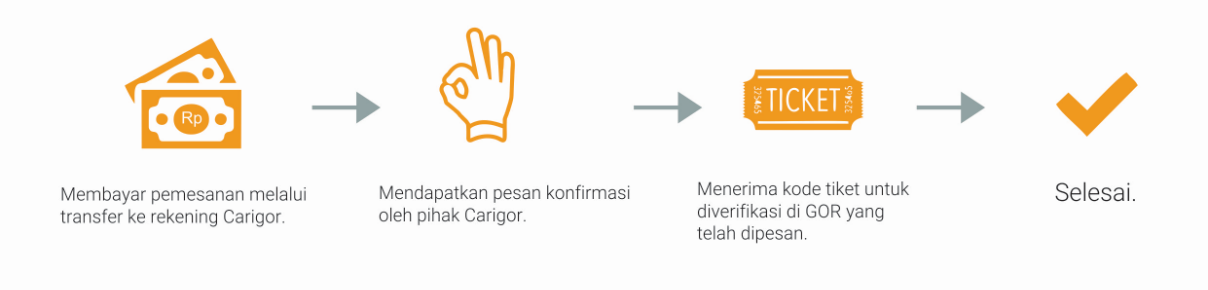 Rp
TICKET
325465
325405
Membayar pemesanan melalui
transfer ke rekening Carigor.
Mendapatkan pesan konfirmasi
oleh pihak Carigor.
Menerima kode tiket untuk
diverifikasi di GOR yang
telah dipesan.
Selesai.